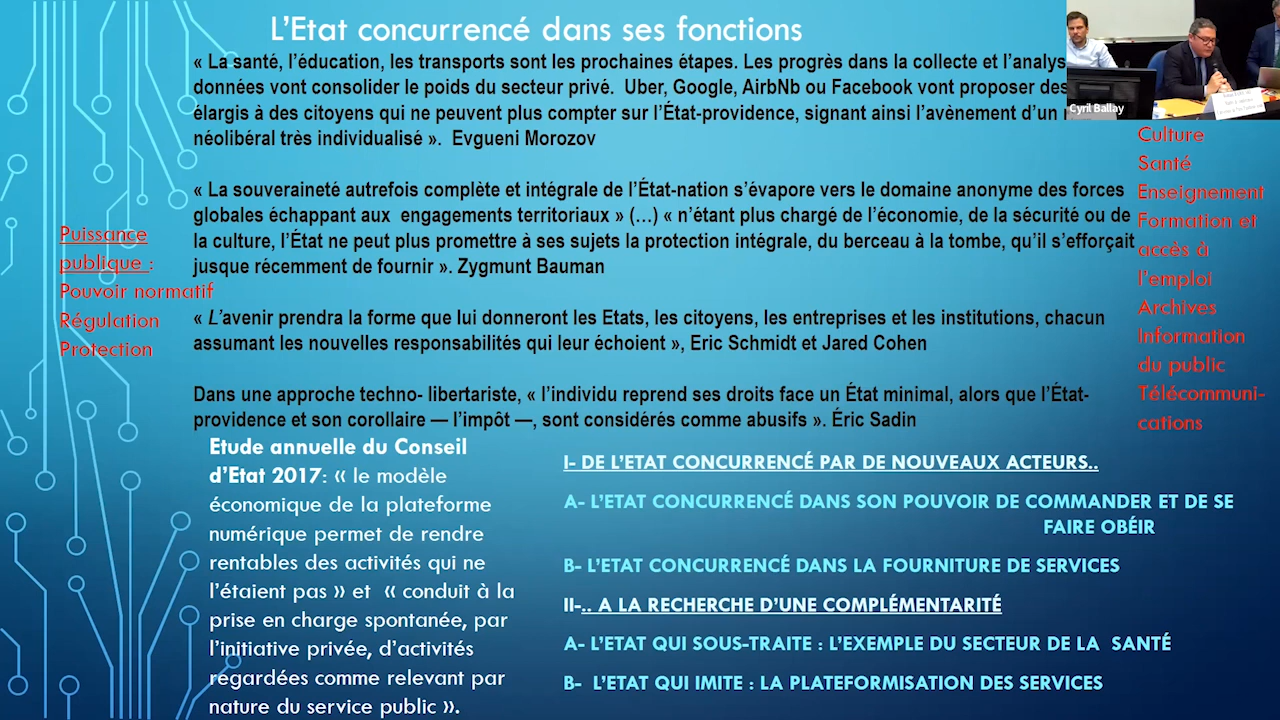 L’Etat concurrencé dans ses fonctions
« La santé, l’éducation, les transports sont les prochaines étapes. Les progrès dans la collecte et l’analys
données vont consolider le poids du secteur privé. Uber, Google, AirbNb ou Facebook vont proposer des
élargis à des citoyens qui ne peuvent plus compter sur l’État-providence, signant ainsi l’avènement d’un
néolibéral très individualisé ». Evgueni Morozov
« La souveraineté autrefois complète et intégrale de l’État-nation s’évapore vers le domaine anonyme des forces
globales échappant aux engagements territoriaux » (…) « n’étant plus chargé de l’économie, de la sécurité ou de
la culture, l’État ne peut plus promettre à ses sujets la protection intégrale, du berceau à la tombe, qu’il s’efforçait
jusque récemment de fournir ». Zygmunt Bauman
« L’avenir prendra la forme que lui donneront les Etats, les citoyens, les entreprises et les institutions, chacun
assumant les nouvelles responsabilités qui leur échoient », Eric Schmidt et Jared Cohen
Dans une approche techno- libertariste, « l’individu reprend ses droits face un État minimal, alors que l’État-
providence et son corollaire — l’impôt —, sont considérés comme abusifs ». Éric Sadin
Puissance
publique :
Pouvoir normatif
Régulation
Protection
Cyril Ballay
Culture
Santé
Enseignement
Formation et
accès à
l’emploi
Archives
Information
du public
Télécommuni-
cations
Etude annuelle du Conseil
d’Etat 2017: « le modèle
économique de la plateforme
numérique permet de rendre
rentables des activités qui ne
l’étaient pas » et « conduit à la
prise en charge spontanée, par
l’initiative privée, d’activités
regardées comme relevant par
nature du service public ».
I- DE L’ETAT CONCURRENCÉ PAR DE NOUVEAUX ACTEURS..
A- L’ETAT CONCURRENCÉ DANS SON POUVOIR DE COMMANDER ET DE SE
FAIRE OBÉIR
B- L’ETAT CONCURRENCÉ DANS LA FOURNITURE DE SERVICES
II-.. A LA RECHERCHE D’UNE COMPLÉMENTARITÉ
A- L’ETAT QUI SOUS-TRAITE : L’EXEMPLE DU SECTEUR DE LA SANTÉ
B- L’ETAT QUI IMITE : LA PLATEFORMISATION DES SERVICES